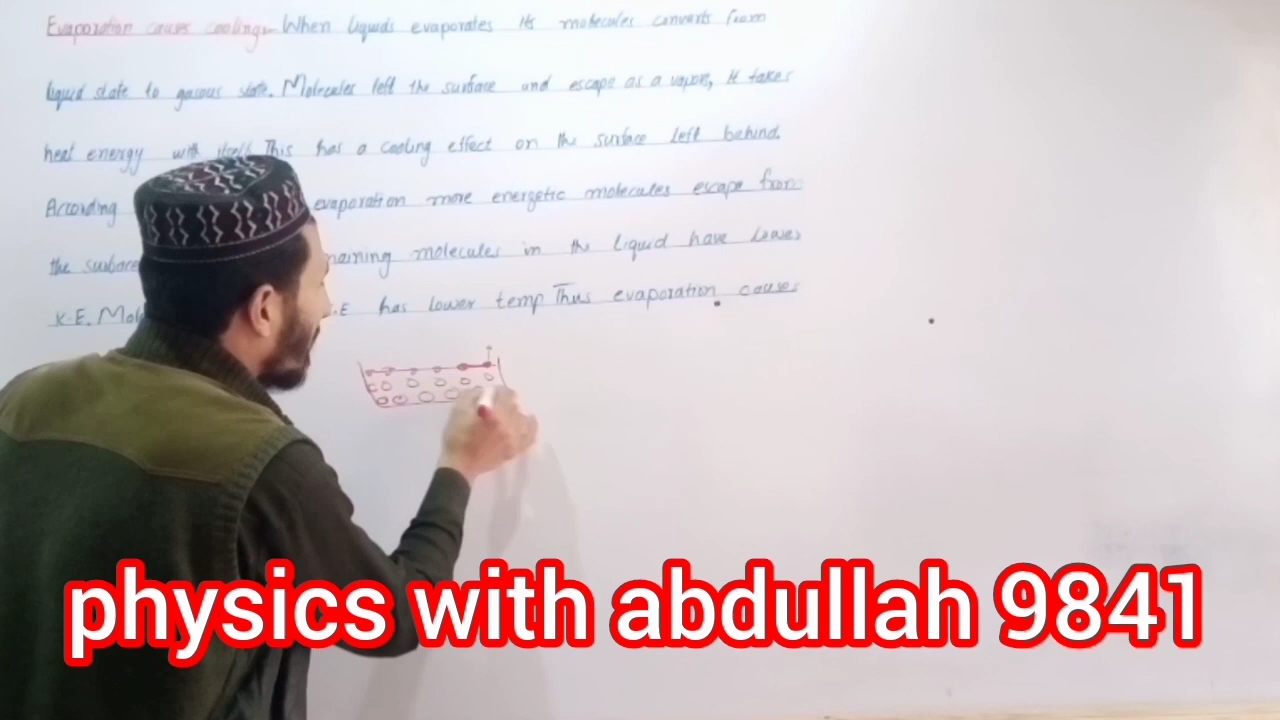 Evaporation causes cooling:- When liquids evaporates its molecules converts from
liquid state to gasous state. Molecules left the surface and escape as a vapors, It takes
heat energy with itself This has a cooling effect on the surface left behind.
According evaporation more energetic molecules escape from
the surface maining molecules in the liquid have lower
K.E. Mol .E has lower temp Thus evaporation causes
physics with abdullah 9841